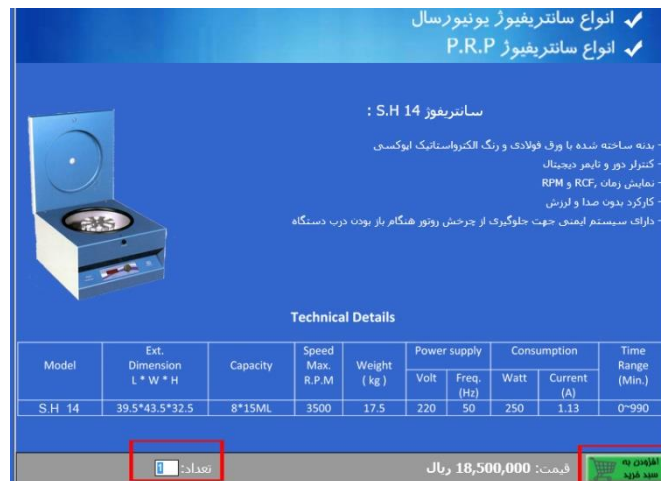 ✔ انواع سانتریفیوژ یونیورسال
✔ انواع سانتریفیوژ P.R.P
سانتریفوژ S.H 14 :
- بدنه ساخته شده با ورق فولادی و رنگ الکترواستاتیک اپوکسی
- کنترلر دور و تایمر دیجیتال
- نمایش زمان ,RCF و RPM
- کارکرد بدون صدا و لرزش
- دارای سیستم ایمنی جهت جلوگیری از چرخش روتور هنگام باز بودن درب دستگاه
Technical Details
Model Ext. Dimension L * W * H Capacity Speed Max. R.P.M Weight ( kg ) Power supply Consumption Time Range (Min.)
Volt Freq. (Hz) Watt Current (A)
S.H 14 39.5*43.5*32.5 8*15ML 3500 17.5 220 50 250 1.13 0~990
افزودن به سبد خرید
قیمت: 18,500,000 ریال
تعداد: 1